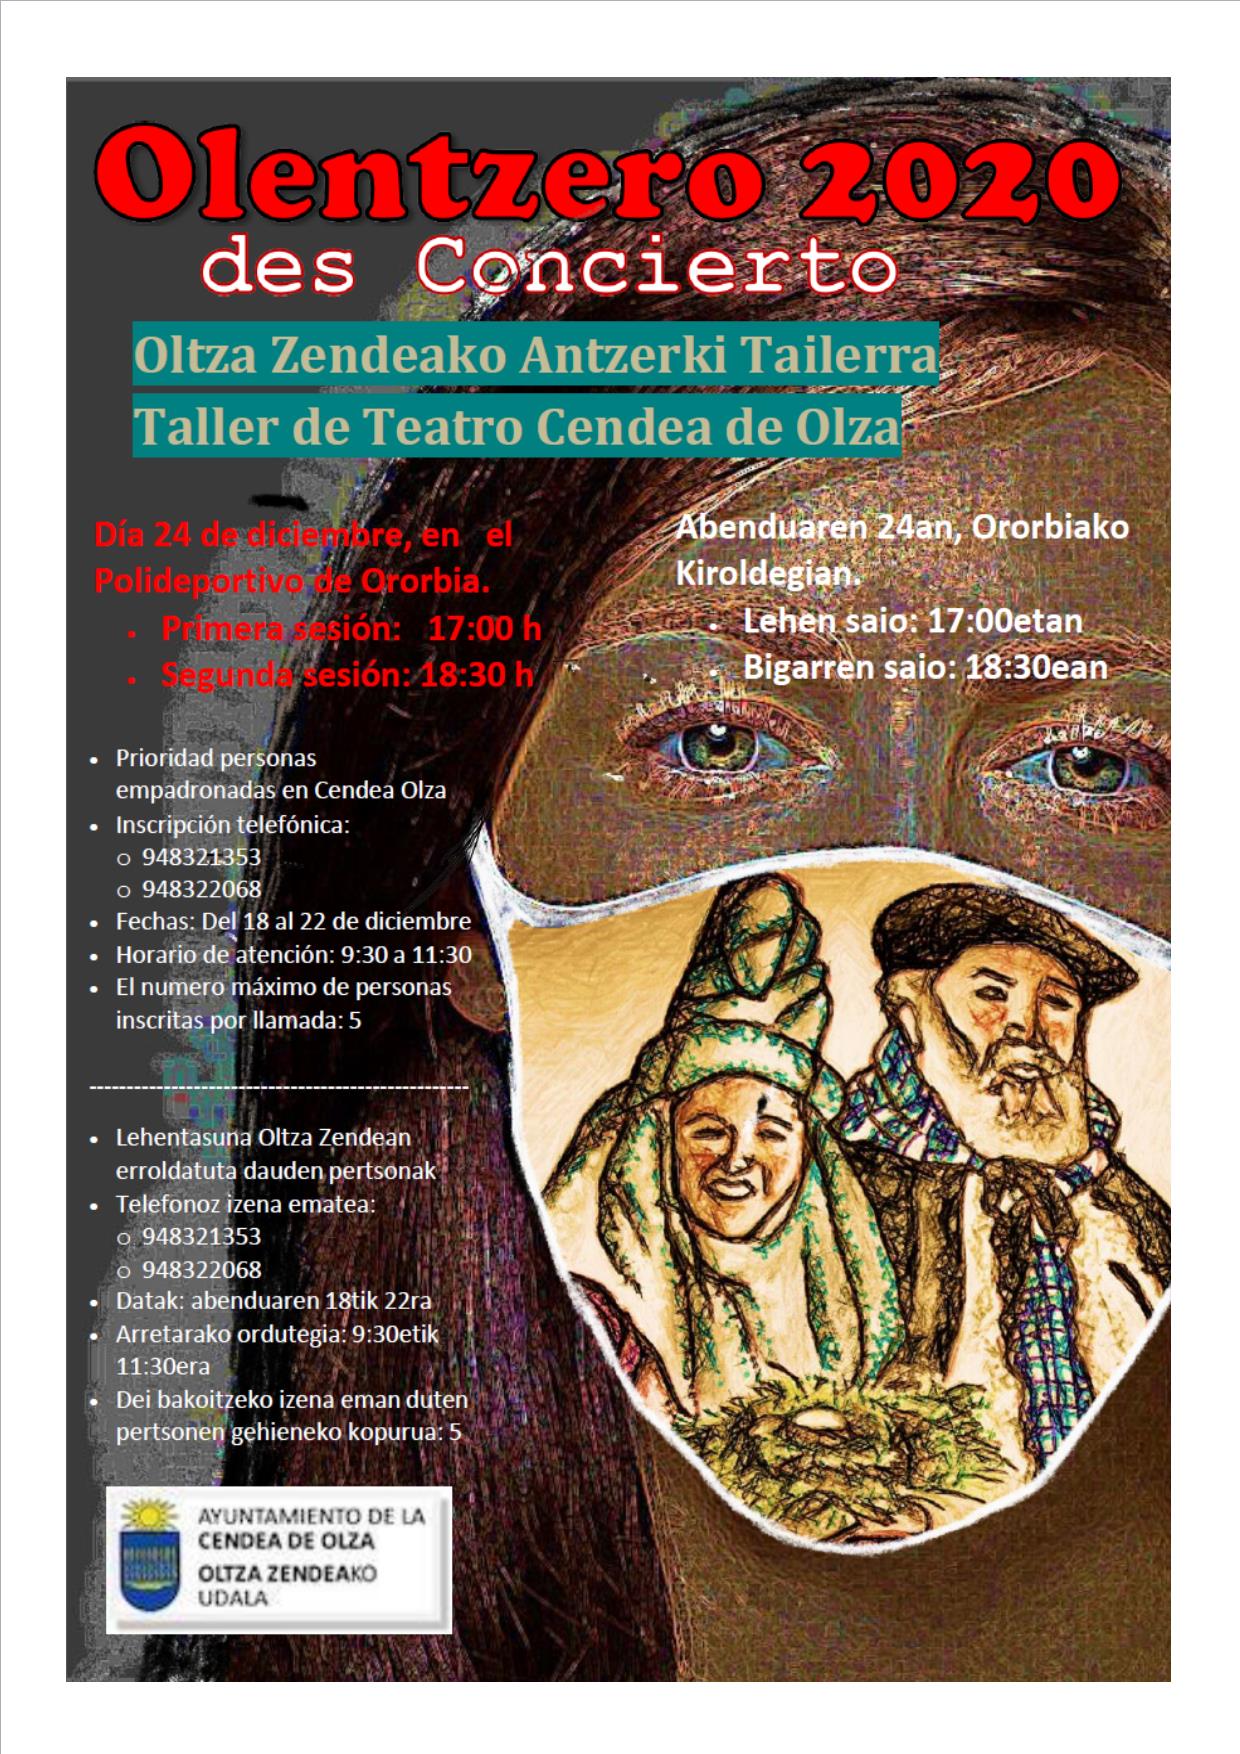 Olentzero 2020
des Concierto
Oltza Zendeako Antzerki Tailerra
Taller de Teatro Cendea de Olza
Día 24 de diciembre, en el
Polideportivo de Ororbia.
• Primera sesión: 17:00 h
• Segunda sesión: 18:30 h
Abenduaren 24an, Ororbiako
Kiroldegian.
• Lehen saio: 17:00etan
• Bigarren saio: 18:30ean
• Prioridad personas
empadronadas en Cendea Olza
• Inscripción telefónica:
o 948321353
o 948322068
• Fechas: Del 18 al 22 de diciembre
• Horario de atención: 9:30 a 11:30
• El numero máximo de personas
inscritas por llamada: 5
----------------------------------------------------
• Lehentasuna Oltza Zendean
erroldatuta dauden pertsonak
• Telefonoz izena ematea:
o 948321353
o 948322068
• Datak: abenduaren 18tik 22ra
• Arretarako ordutegia: 9:30etik
11:30era
• Dei bakoitzeko izena eman duten
pertsonen gehieneko kopurua: 5
AYUNTAMIENTO DE LA
CENDEA DE OLZA
OLTZA ZENDEAKO
UDALA